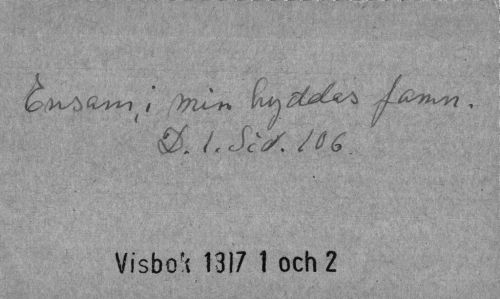 Ensam, i min hyddas famn.
D. 1. Sid. 106.
Visbok 1317 1 och 2